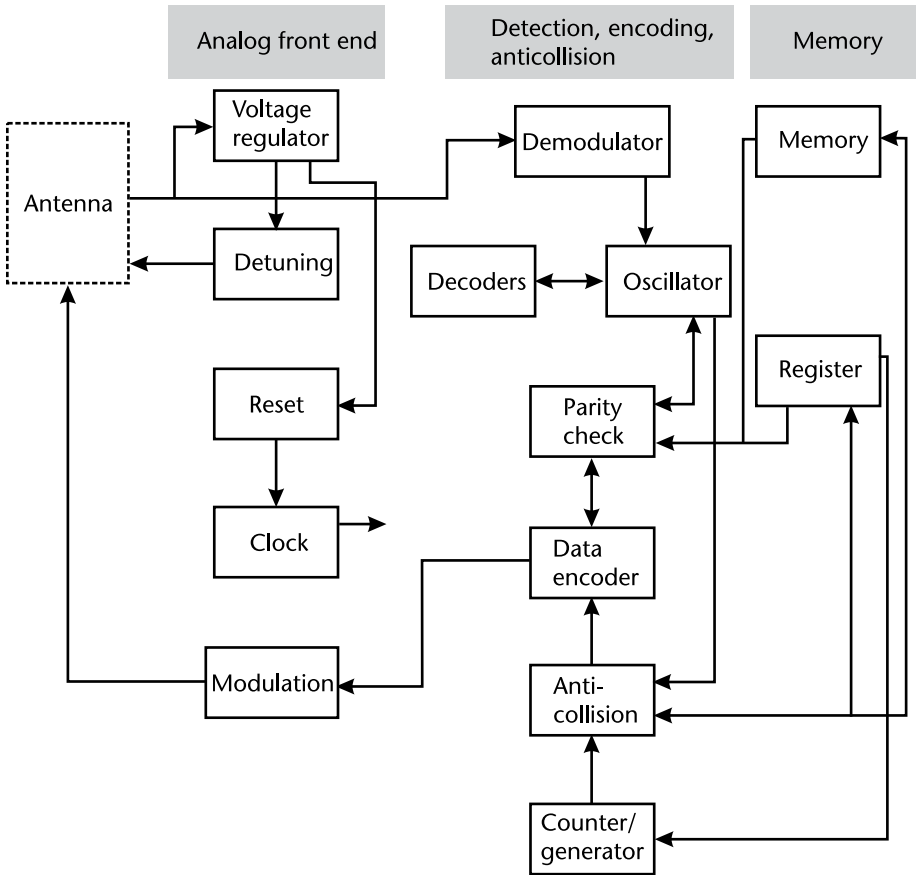 Analog front end
Detection, encoding,
anticollision
Memory
Voltage
regulator
Demodulator
Memory
Antenna
Detuning
Decoders
Oscillator
Register
Reset
Parity
check
Clock
Data
encoder
Modulation
Anti-
collision
Counter/
generator